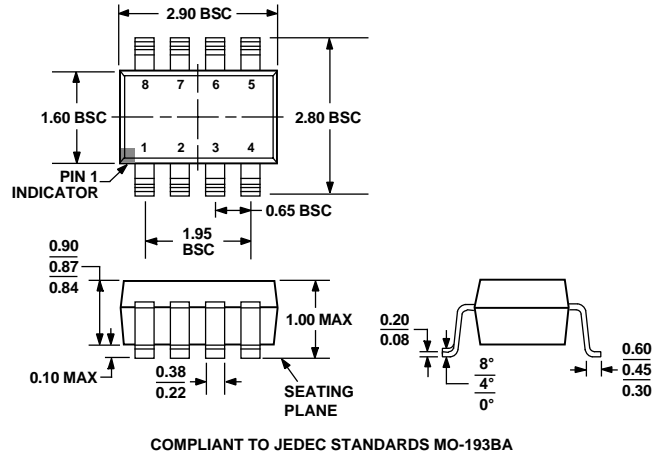 2.90 BSC
8 7 6 5
1.60 BSC
2.80 BSC
1 2 3 4
PIN 1
INDICATOR
0.65 BSC
1.95
BSC
0.90
0.87
0.84
1.00 MAX
0.10 MAX
0.38
0.22
SEATING
PLANE
0.20
0.08
8°
4°
0°
0.60
0.45
0.30
COMPLIANT TO JEDEC STANDARDS MO-193BA